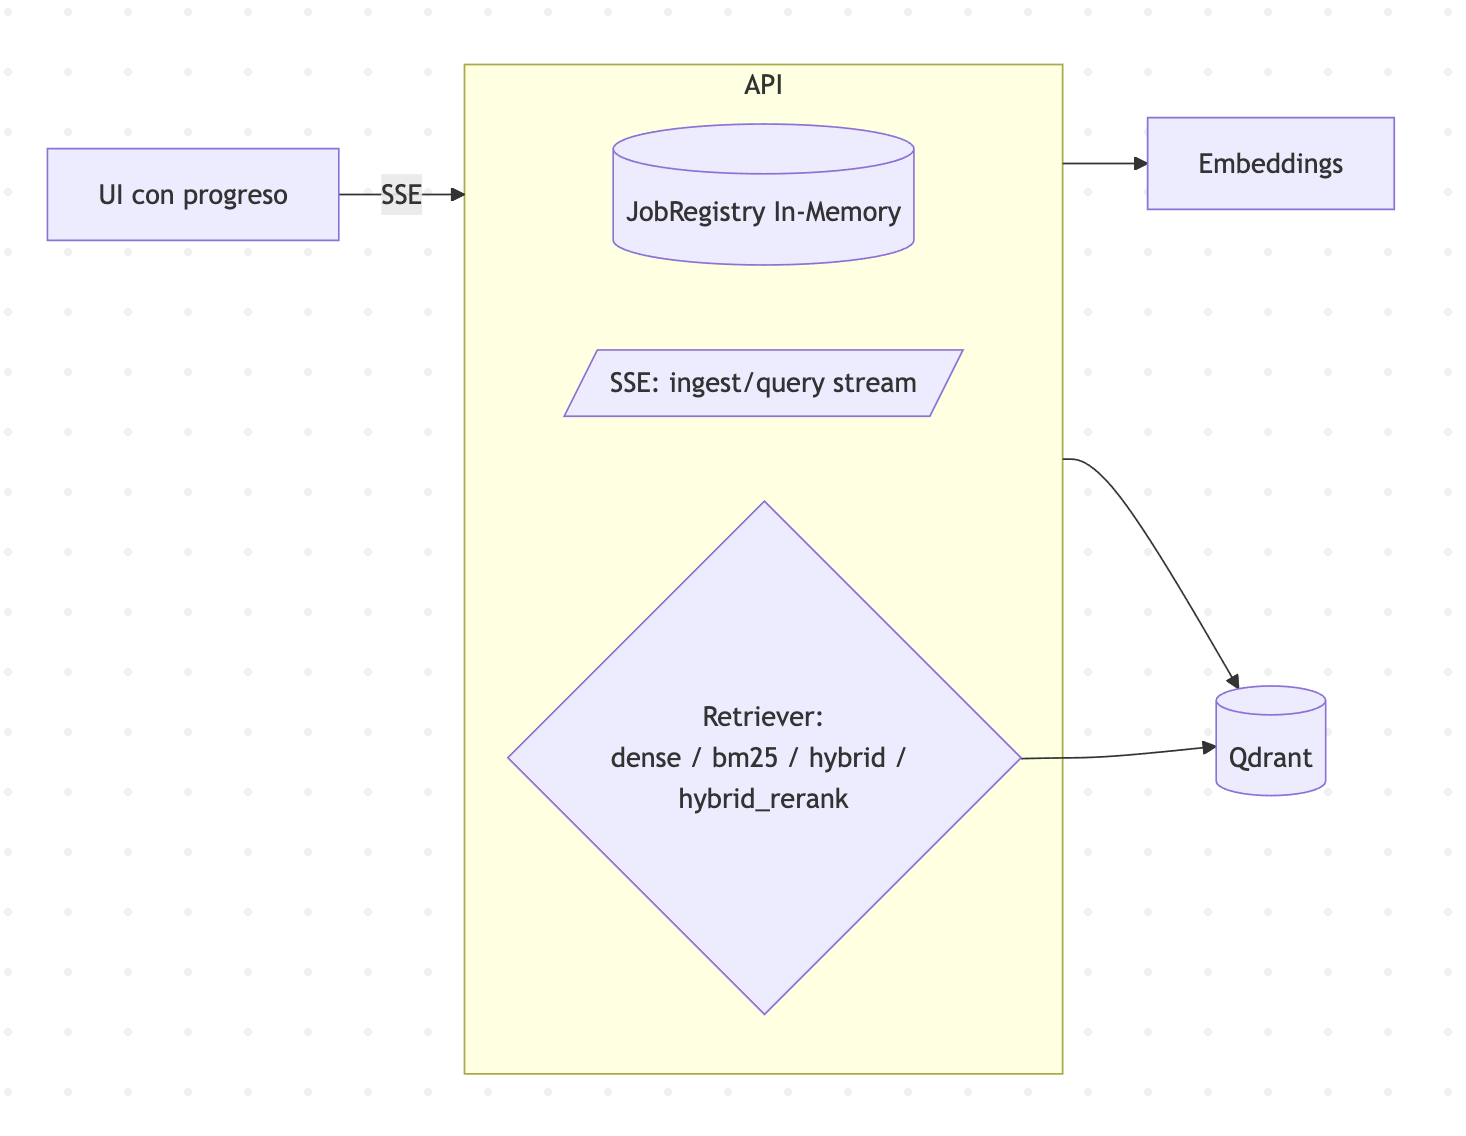 API
UI con progreso
SSE
JobRegistry In-Memory
Embeddings
SSE: ingest/query stream
Retriever:
dense / bm25 / hybrid /
hybrid_rerank
Qdrant